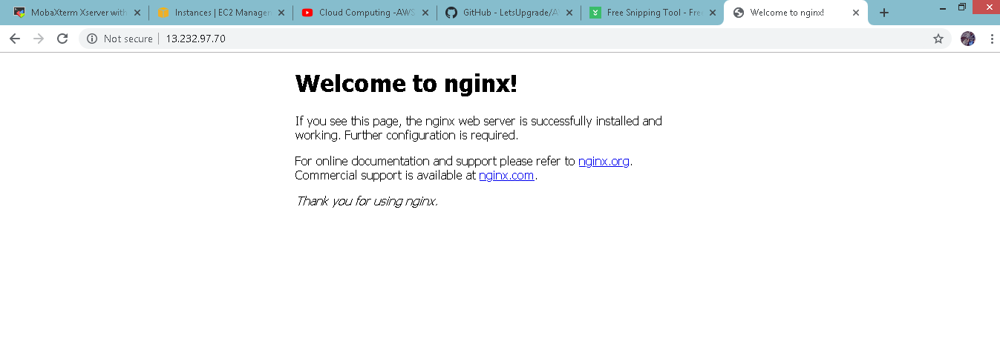 MobaXterm Xserver with
Instances | EC2 Manager
Cloud Computing -AWS
GitHub - LetsUpgrade/A
Free Snipping Tool - Free
Welcome to nginx!
Not secure
13.232.97.70
Welcome to nginx!
If you see this page, the nginx web server is successfully installed and
working. Further configuration is required.
For online documentation and support please refer to nginx.org.
Commercial support is available at nginx.com.
Thank you for using nginx.